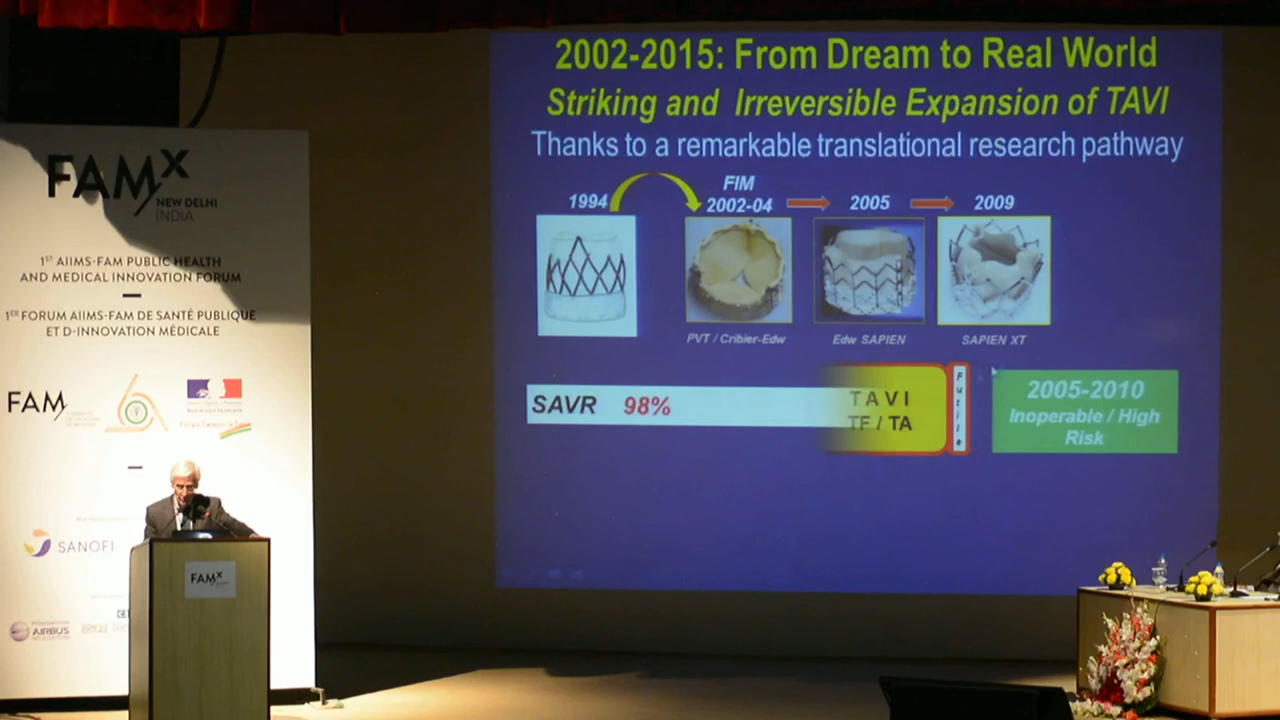 2002-2015: From Dream to Real World
Striking and Irreversible Expansion of TAVI
Thanks to a remarkable translational research pathway
1994
FIM
2002-04
2005
2009
PVT / Cribier-Edw
Edw SAPIEN
SAPIEN XT
SAVR 98%
TAVI
TF / TA
Futile
2005-2010
Inoperable / High
Risk
FAMX
NEW DELHI
INDIA
1ST AIIMS-FAM PUBLIC HEALTH
AND MEDICAL INNOVATION FORUM
1ER FORUM AIIMS-FAM DE SANTÉ PUBLIQUE
ET D-INNOVATION MÉDICALE
FAM
SANOFI
AIRBUS
FAMX